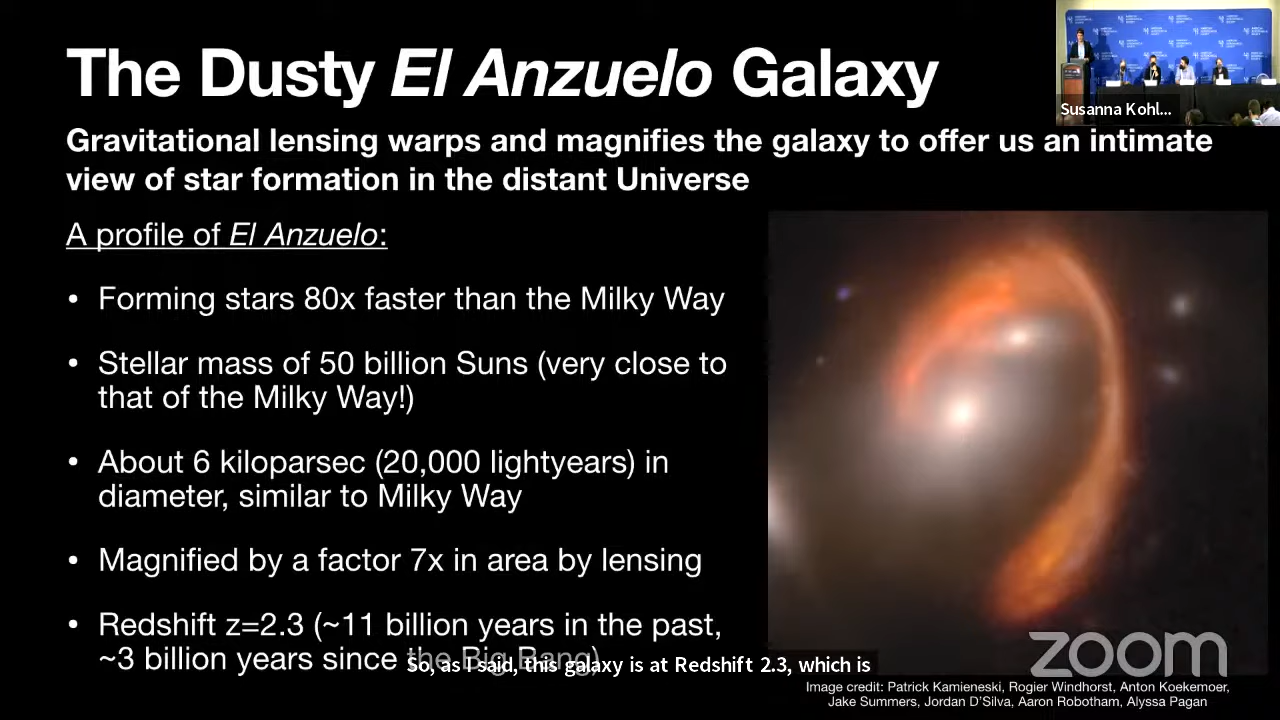 The Dusty El Anzuelo Galaxy
Susanna Kohl...
Gravitational lensing warps and magnifies the galaxy to offer us an intimate
view of star formation in the distant Universe
A profile of El Anzuelo:
• Forming stars 80x faster than the Milky Way
• Stellar mass of 50 billion Suns (very close to
that of the Milky Way!)
• About 6 kiloparsec (20,000 lightyears) in
diameter, similar to Milky Way
• Magnified by a factor 7x in area by lensing
• Redshift z=2.3 (~11 billion years in the past,
~3 billion years since the Big Bang)
So, as I said, this galaxy is at Redshift 2.3, which is
zoom
Image credit: Patrick Kamieneski, Rogier Windhorst, Anton Koekemoer,
Jake Summers, Jordan D'Silva, Aaron Robotham, Alyssa Pagan